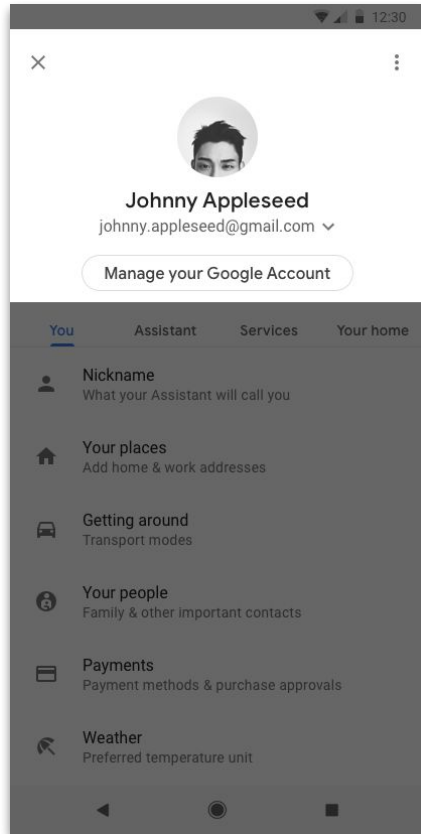 12:30
Johnny Appleseed
johnny.appleseed@gmail.com
Manage your Google Account
You Assistant Services Your home
Nickname
What your Assistant will call you
Your places
Add home & work addresses
Getting around
Transport modes
Your people
Family & other important contacts
Payments
Payment methods & purchase approvals
Weather
Preferred temperature unit